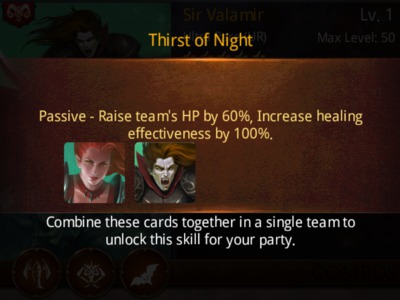 Sir Valamir
Lv. 1
Thirst of Night
Max Level: 50
Passive - Raise team's HP by 60%, Increase healing
effectiveness by 100%.
Combine these cards together in a single team to
unlock this skill for your party.